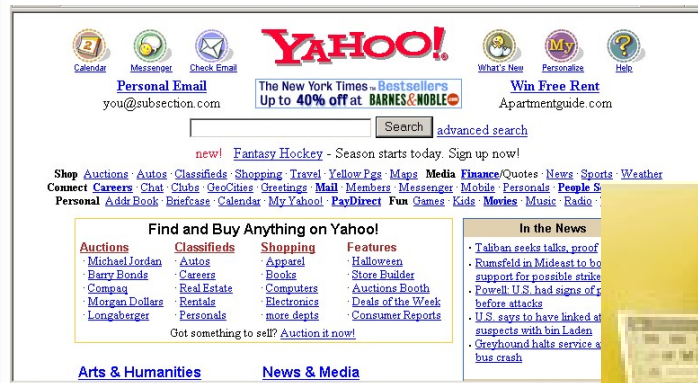 YAHOO!
Calendar Messenger Check Email What's New Personalize Help
Personal Email
you@subsection.com
The New York Times Bestsellers
Up to 40% off at BARNES&NOBLE
Win Free Rent
Apartmentguide.com
Search advanced search
new! Fantasy Hockey - Season starts today. Sign up now!
Shop Auctions · Autos · Classifieds · Shopping · Travel · Yellow Pgs · Maps Media Finance/Quotes · News · Sports · Weather
Connect Careers · Chat · Clubs · GeoCities · Greetings · Mail · Members · Messenger · Mobile · Personals · People
Personal Addr Book · Briefcase · Calendar · My Yahoo! · PayDirect Fun Games · Kids · Movies · Music · Radio ·
Find and Buy Anything on Yahoo!
Auctions
· Michael Jordan
· Barry Bonds
· Compaq
· Morgan Dollars
· Longaberger
Classifieds
· Autos
· Careers
· Real Estate
· Rentals
· Personals
Shopping
· Apparel
· Books
· Computers
· Electronics
· more depts
Features
· Halloween
· Store Builder
· Auctions Booth
· Deals of the Week
· Consumer Reports
Got something to sell? Auction it now!
In the News
· Taliban seeks talks, proof
· Rumsfeld in Mideast to bo
support for possible strike
· Powell: U.S. had signs of p
before attacks
· U.S. says to have linked at
suspects with bin Laden
· Greyhound halts service a
bus crash
Arts & Humanities
News & Media